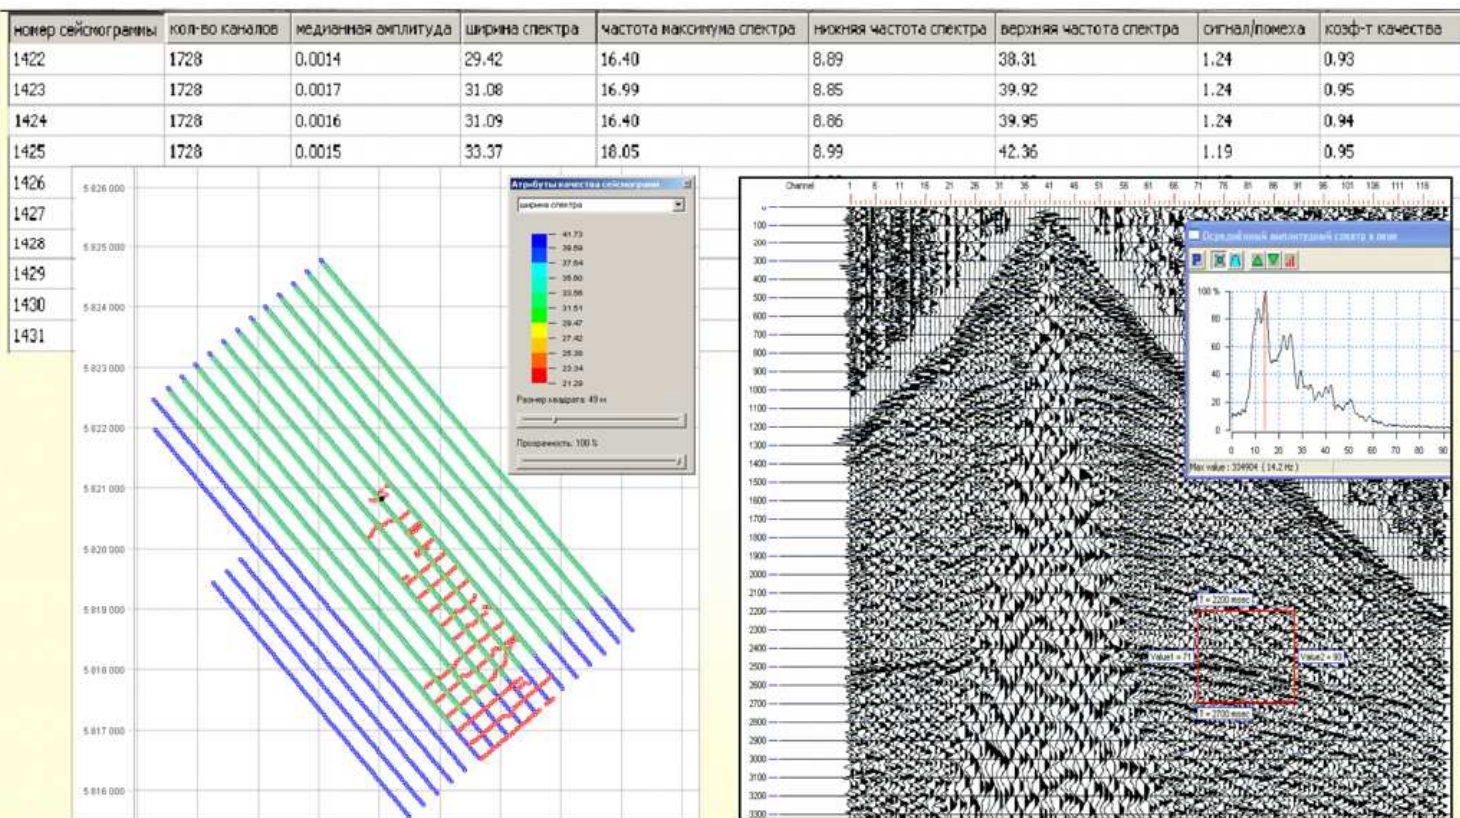 номер сейсмограммы кол-во каналов медианная амплитуда ширина спектра частота максимума спектра нижняя частота спектра верхняя частота спектра сигнал/помеха коэф-т качества
1422 1728 0.0014 29.42 16.40 8.89 38.31 1.24 0.93
1423 1728 0.0017 31.08 16.99 8.85 39.92 1.24 0.95
1424 1728 0.0016 31.09 16.40 8.86 39.95 1.24 0.94
1425 1728 0.0015 33.37 18.05 8.99 42.36 1.19 0.95
1426
1427
1428
1429
1430
1431
5 826 000
5 825 000
5 824 000
5 823 000
5 822 000
5 821 000
5 820 000
5 819 000
5 818 000
5 817 000
5 816 000
Атрибуты качества сейсмограмм
ширина спектра
41.73
39.69
37.64
35.60
33.56
31.51
29.47
27.42
25.38
23.34
21.29
Размер квадрата: 49 м
Прозрачность: 100 %
Channel 1 6 11 16 21 26 31 36 41 46 51 56 61 66 71 76 81 86 91 96 101 106 111 116
0
100
200
300
400
500
600
700
800
900
1000
1100
1200
1300
1400
1500
1600
1700
1800
1900
2000
2100
2200
2300
2400
2500
2600
2700
2800
2900
3000
3100
3200
3300
Осреднённый амплитудный спектр в окне
100 %
80
60
40
20
0
0 10 20 30 40 50 60 70 80 90
Max value : 334904 ( 14.2 Hz )
T = 2200 msec
Value1 = 71
Value2 = 90
T = 2700 msec